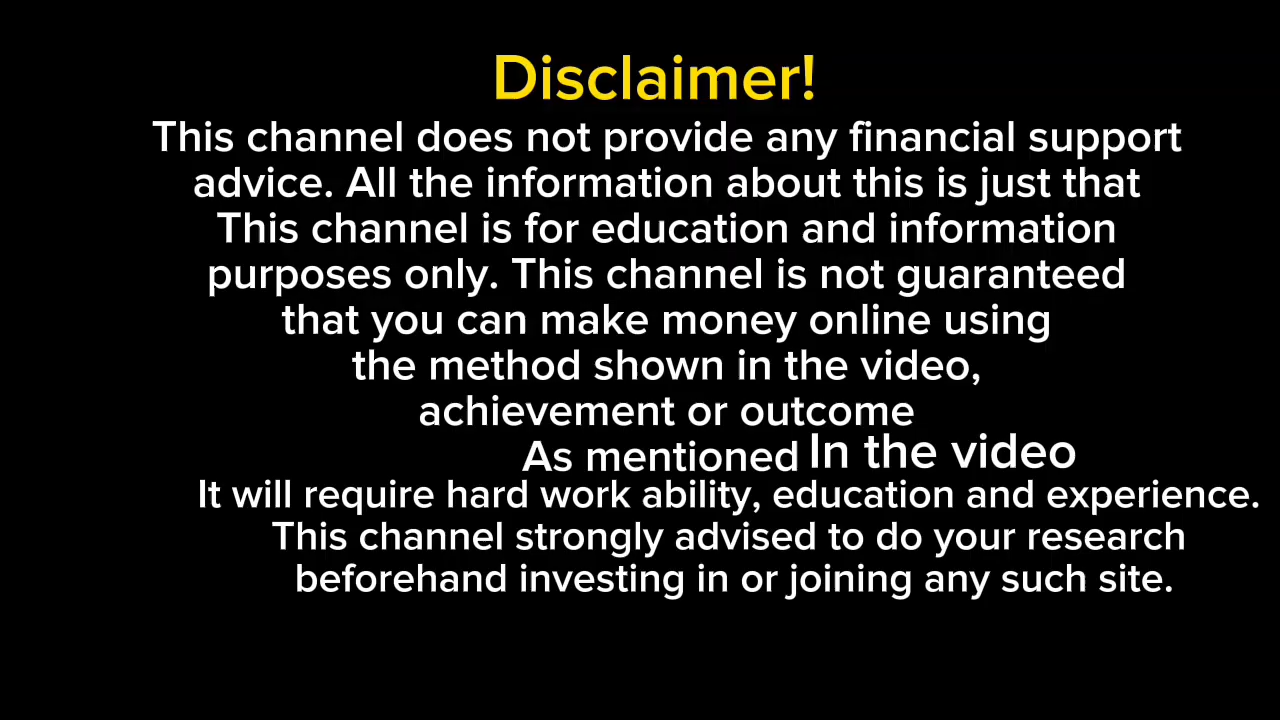 Disclaimer!
This channel does not provide any financial support
advice. All the information about this is just that
This channel is for education and information
purposes only. This channel is not guaranteed
that you can make money online using
the method shown in the video,
achievement or outcome
As mentioned In the video
It will require hard work ability, education and experience.
This channel strongly advised to do your research
beforehand investing in or joining any such site.